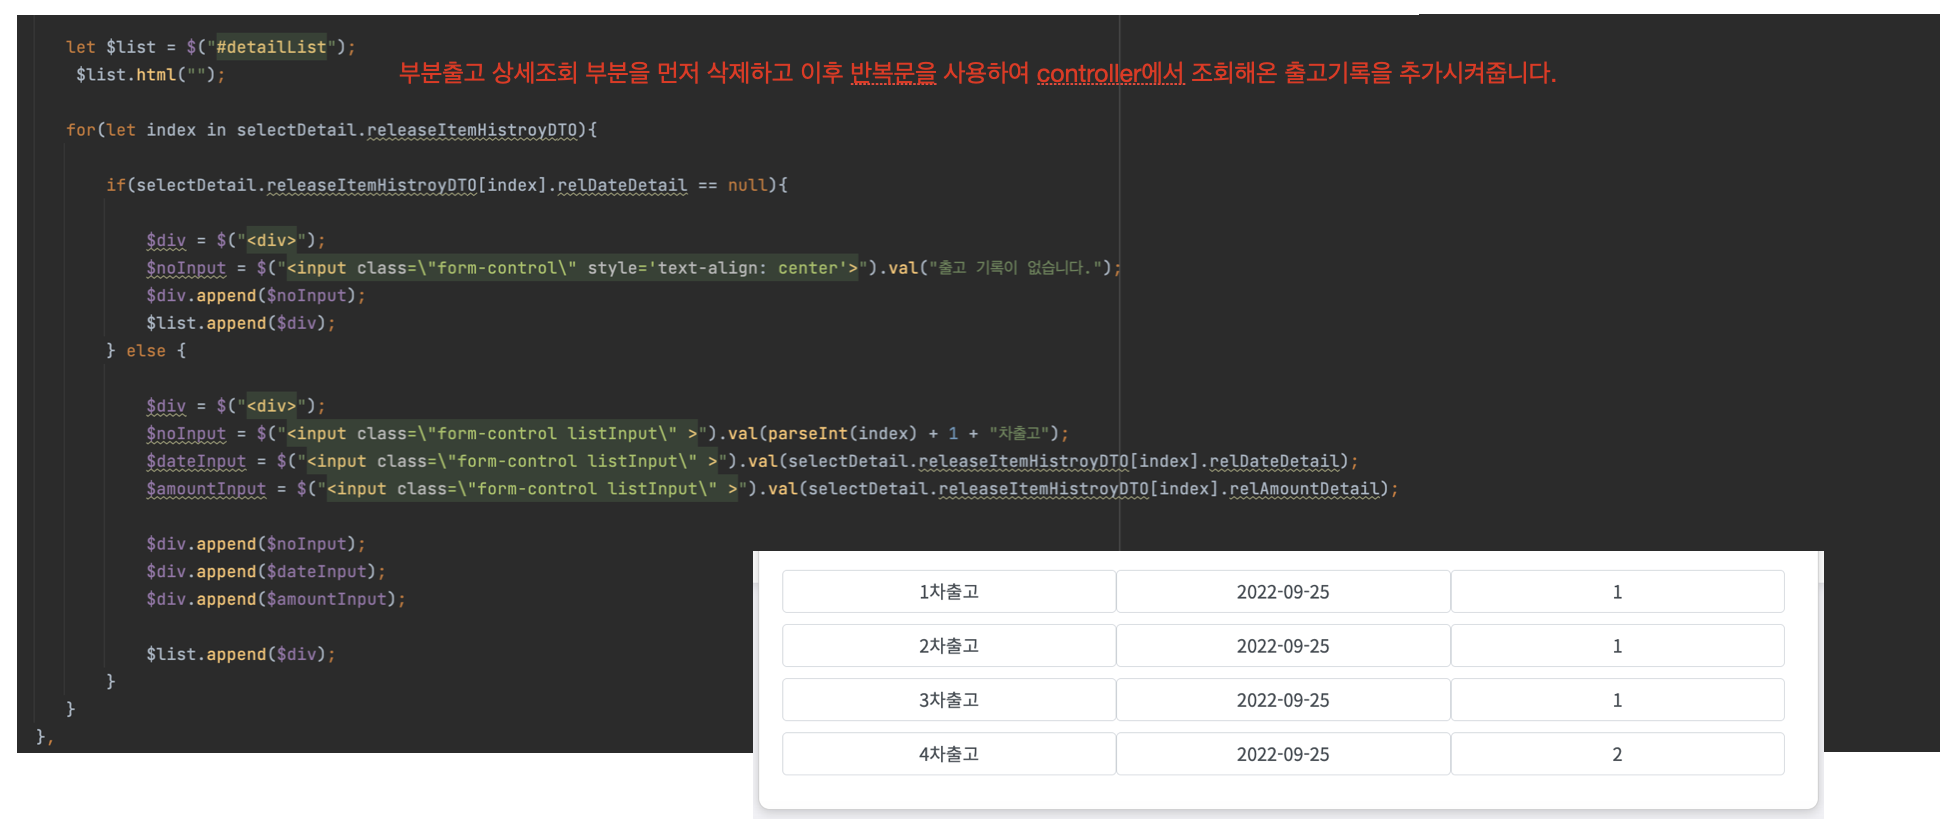 let $list = $("#detailList");
$list.html("");
부분출고 상세조회 부분을 먼저 삭제하고 이후 반복문을 사용하여 controller에서 조회해온 출고기록을 추가시켜줍니다.
for(let index in selectDetail.releaseItemHistroyDTO){
if(selectDetail.releaseItemHistroyDTO[index].relDateDetail == null){
$div = $("<div>");
$noInput = $("<input class=\"form-control\" style='text-align: center'>").val("출고 기록이 없습니다.");
$div.append($noInput);
$list.append($div);
} else {
$div = $("<div>");
$noInput = $("<input class=\"form-control listInput\" >").val(parseInt(index) + 1 + "차출고");
$dateInput = $("<input class=\"form-control listInput\" >").val(selectDetail.releaseItemHistroyDTO[index].relDateDetail);
$amountInput = $("<input class=\"form-control listInput\" >").val(selectDetail.releaseItemHistroyDTO[index].relAmountDetail);
$div.append($noInput);
$div.append($dateInput);
$div.append($amountInput);
$list.append($div);
}
}
},
1차출고 2022-09-25 1
2차출고 2022-09-25 1
3차출고 2022-09-25 1
4차출고 2022-09-25 2